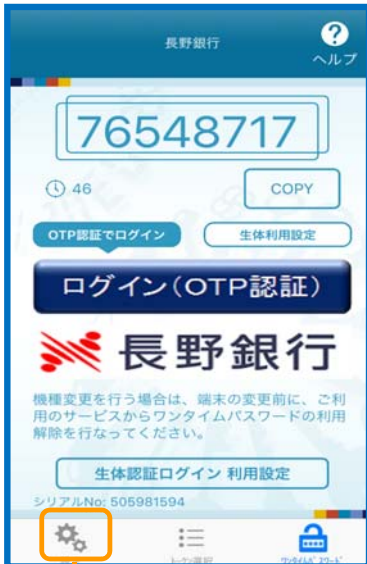 長野銀行
ヘルプ
76548717
46
COPY
OTP認証でログイン
生体利用設定
ログイン(OTP認証)
長野銀行
機種変更を行う場合は、端末の変更前に、ご利
用のサービスからワンタイムパスワードの利用
解除を行なってください。
生体認証ログイン 利用設定
シリアルNo: 505981594
トークン選択
ワンタイムパスワード